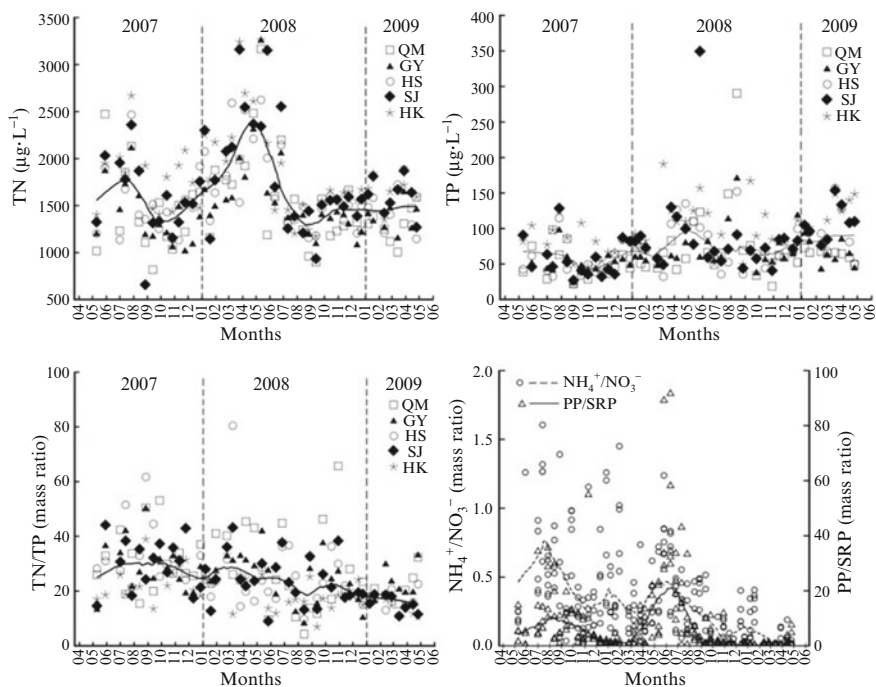 2007 2008 2009
QM
GY
HS
SJ
HK
TN (μg·L⁻¹)
3500
3000
2500
2000
1500
1000
500
04 05 06 07 08 09 10 11 12 01 02 03 04 05 06 07 08 09 10 11 12 01 02 03 04 05 06
Months
2007 2008 2009
QM
GY
HS
SJ
HK
TP (μg·L⁻¹)
400
350
300
250
200
150
100
50
0
04 05 06 07 08 09 10 11 12 01 02 03 04 05 06 07 08 09 10 11 12 01 02 03 04 05 06
Months
2007 2008 2009
QM
GY
HS
SJ
HK
TN/TP (mass ratio)
100
80
60
40
20
0
04 05 06 07 08 09 10 11 12 01 02 03 04 05 06 07 08 09 10 11 12 01 02 03 04 05 06
Months
NH₄⁺/NO₃⁻
PP/SRP
NH₄⁺/NO₃⁻ (mass ratio)
2.0
1.5
1.0
0.5
0.0
PP/SRP (mass ratio)
100
80
60
40
20
0
04 05 06 07 08 09 10 11 12 01 02 03 04 05 06 07 08 09 10 11 12 01 02 03 04 05 06
Months